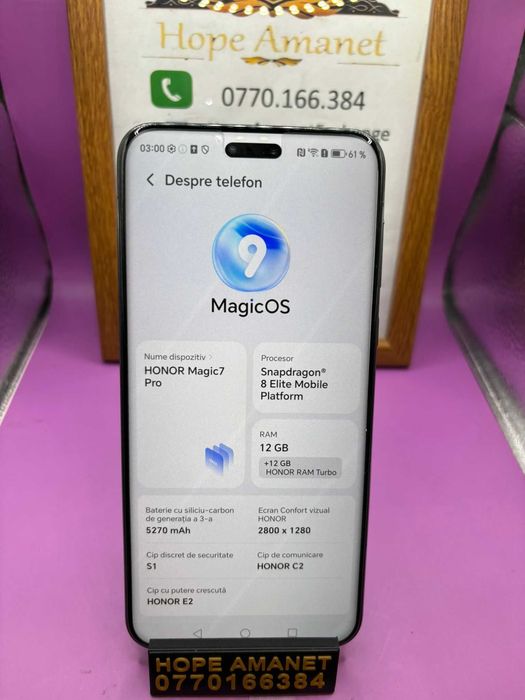 Hope Amanet
0770.166.384
03:00
61 %
Despre telefon
9
MagicOS
Nume dispozitiv
HONOR Magic7
Pro
Procesor
Snapdragon®
8 Elite Mobile
Platform
RAM
12 GB
+12 GB
HONOR RAM Turbo
Baterie cu siliciu-carbon
de generația a 3-a
5270 mAh
Ecran Confort vizual
HONOR
2800 x 1280
Cip discret de securitate
S1
Cip de comunicare
HONOR C2
Cip cu putere crescută
HONOR E2
HOPE AMANET
0770166384